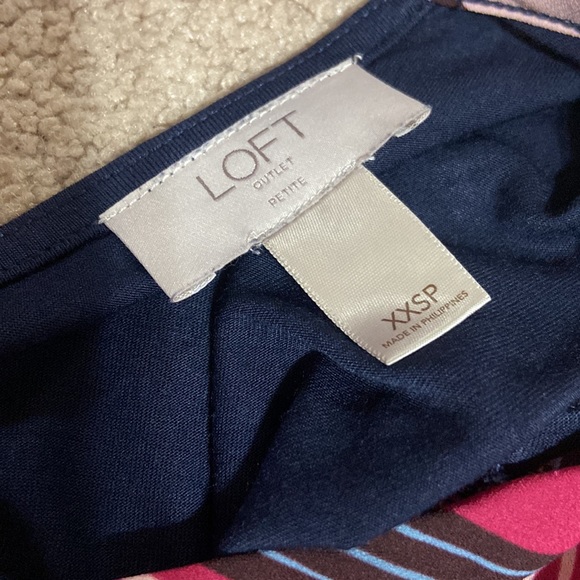 LOFT
OUTLET
PETITE
XXSP
MADE IN PHILIPPINES